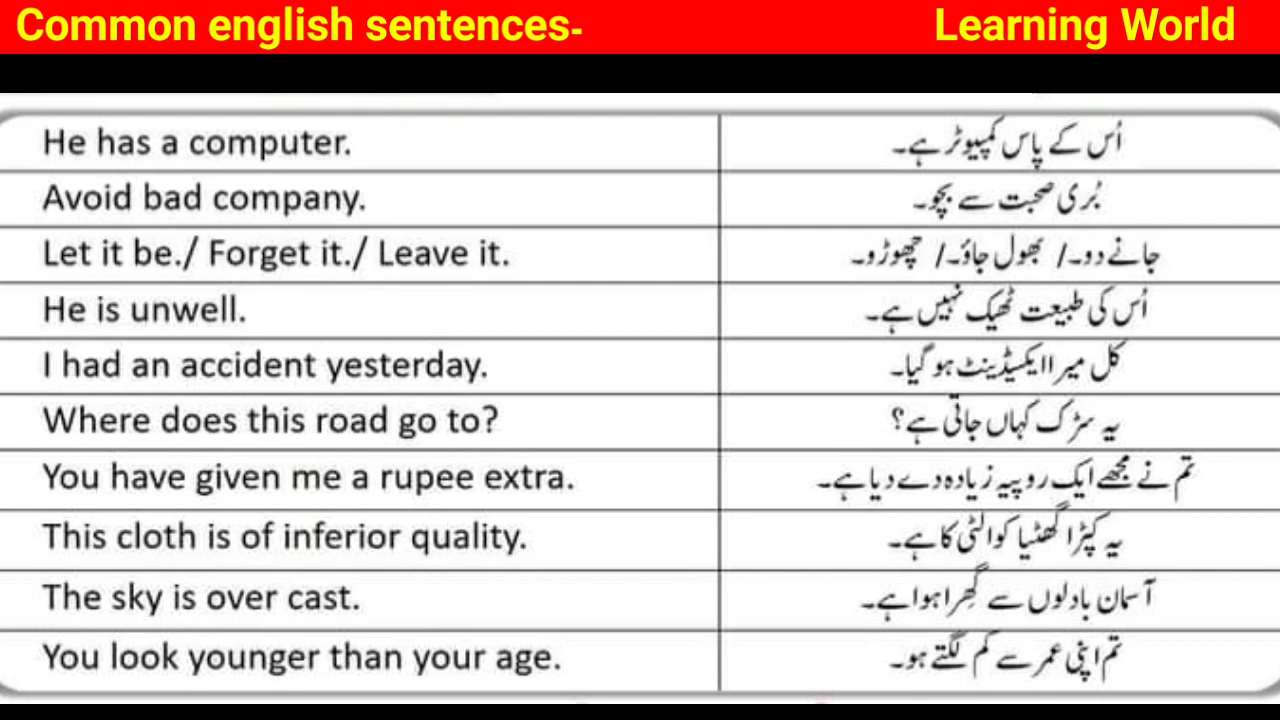 Common english sentences- Learning World
He has a computer. اُس کے پاس کمپیوٹر ہے۔
Avoid bad company. بُری صحبت سے بچو۔
Let it be./ Forget it./ Leave it. جانے دو۔/ بھول جاؤ۔/ چھوڑو۔
He is unwell. اُس کی طبیعت ٹھیک نہیں ہے۔
I had an accident yesterday. کل میرا ایکسیڈینٹ ہو گیا۔
Where does this road go to? یہ سڑک کہاں جاتی ہے؟
You have given me a rupee extra. تم نے مجھے ایک روپیہ زیادہ دے دیا ہے۔
This cloth is of inferior quality. یہ کپڑا گھٹیا کوالٹی کا ہے۔
The sky is over cast. آسمان بادلوں سے گھِرا ہوا ہے۔
You look younger than your age. تم اپنی عمر سے کم لگتے ہو۔